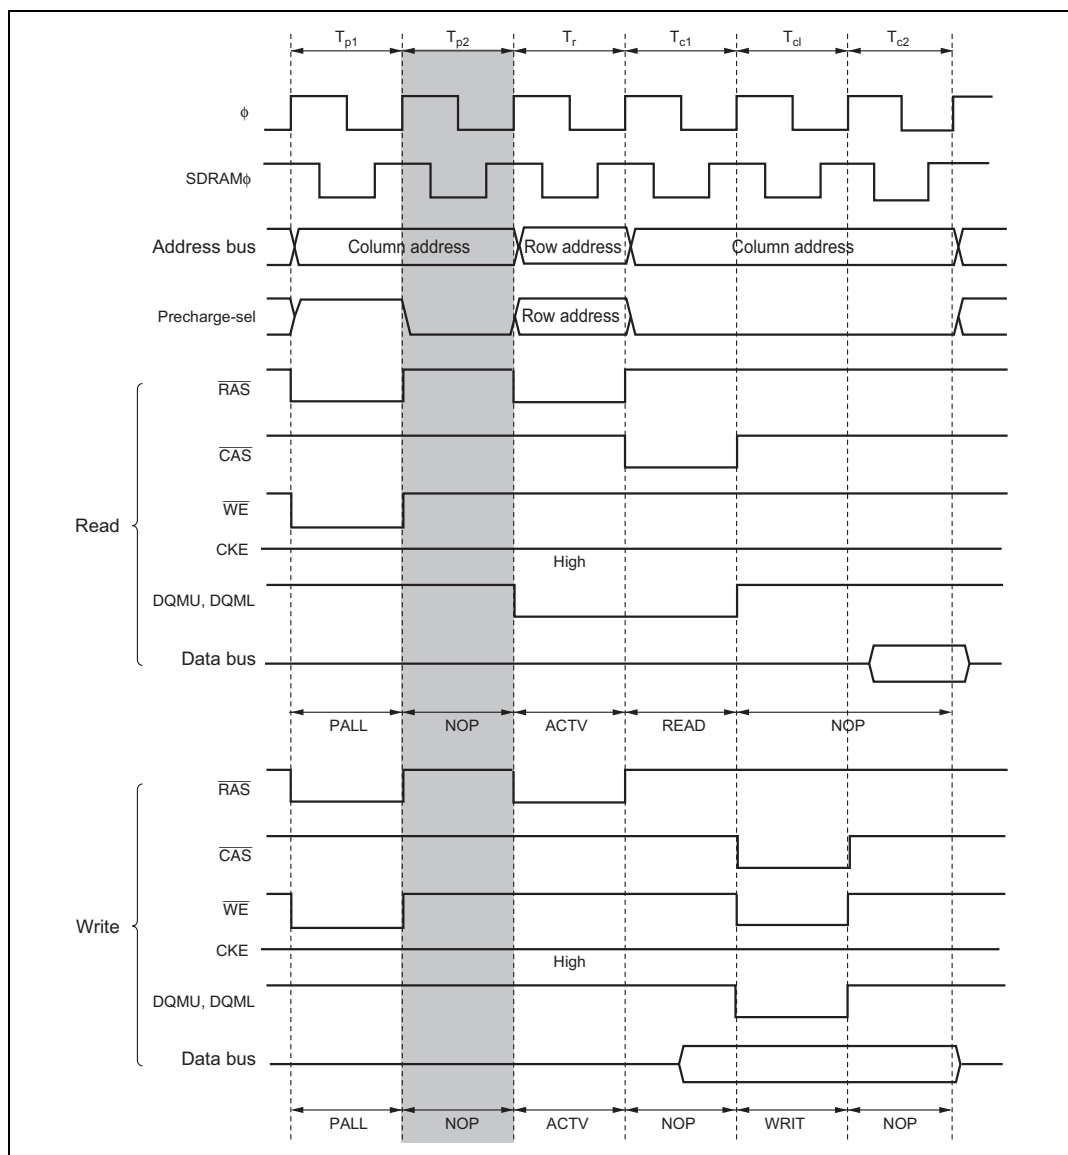 Tp1 Tp2 Tr Tc1 Tcl Tc2
ϕ
SDRAMϕ
Address bus Column address Row address Column address
Precharge-sel Row address
RAS
CAS
WE
Read
CKE
High
DQMU, DQML
Data bus
PALL NOP ACTV READ NOP
RAS
CAS
WE
Write
CKE
High
DQMU, DQML
Data bus
PALL NOP ACTV NOP WRIT NOP